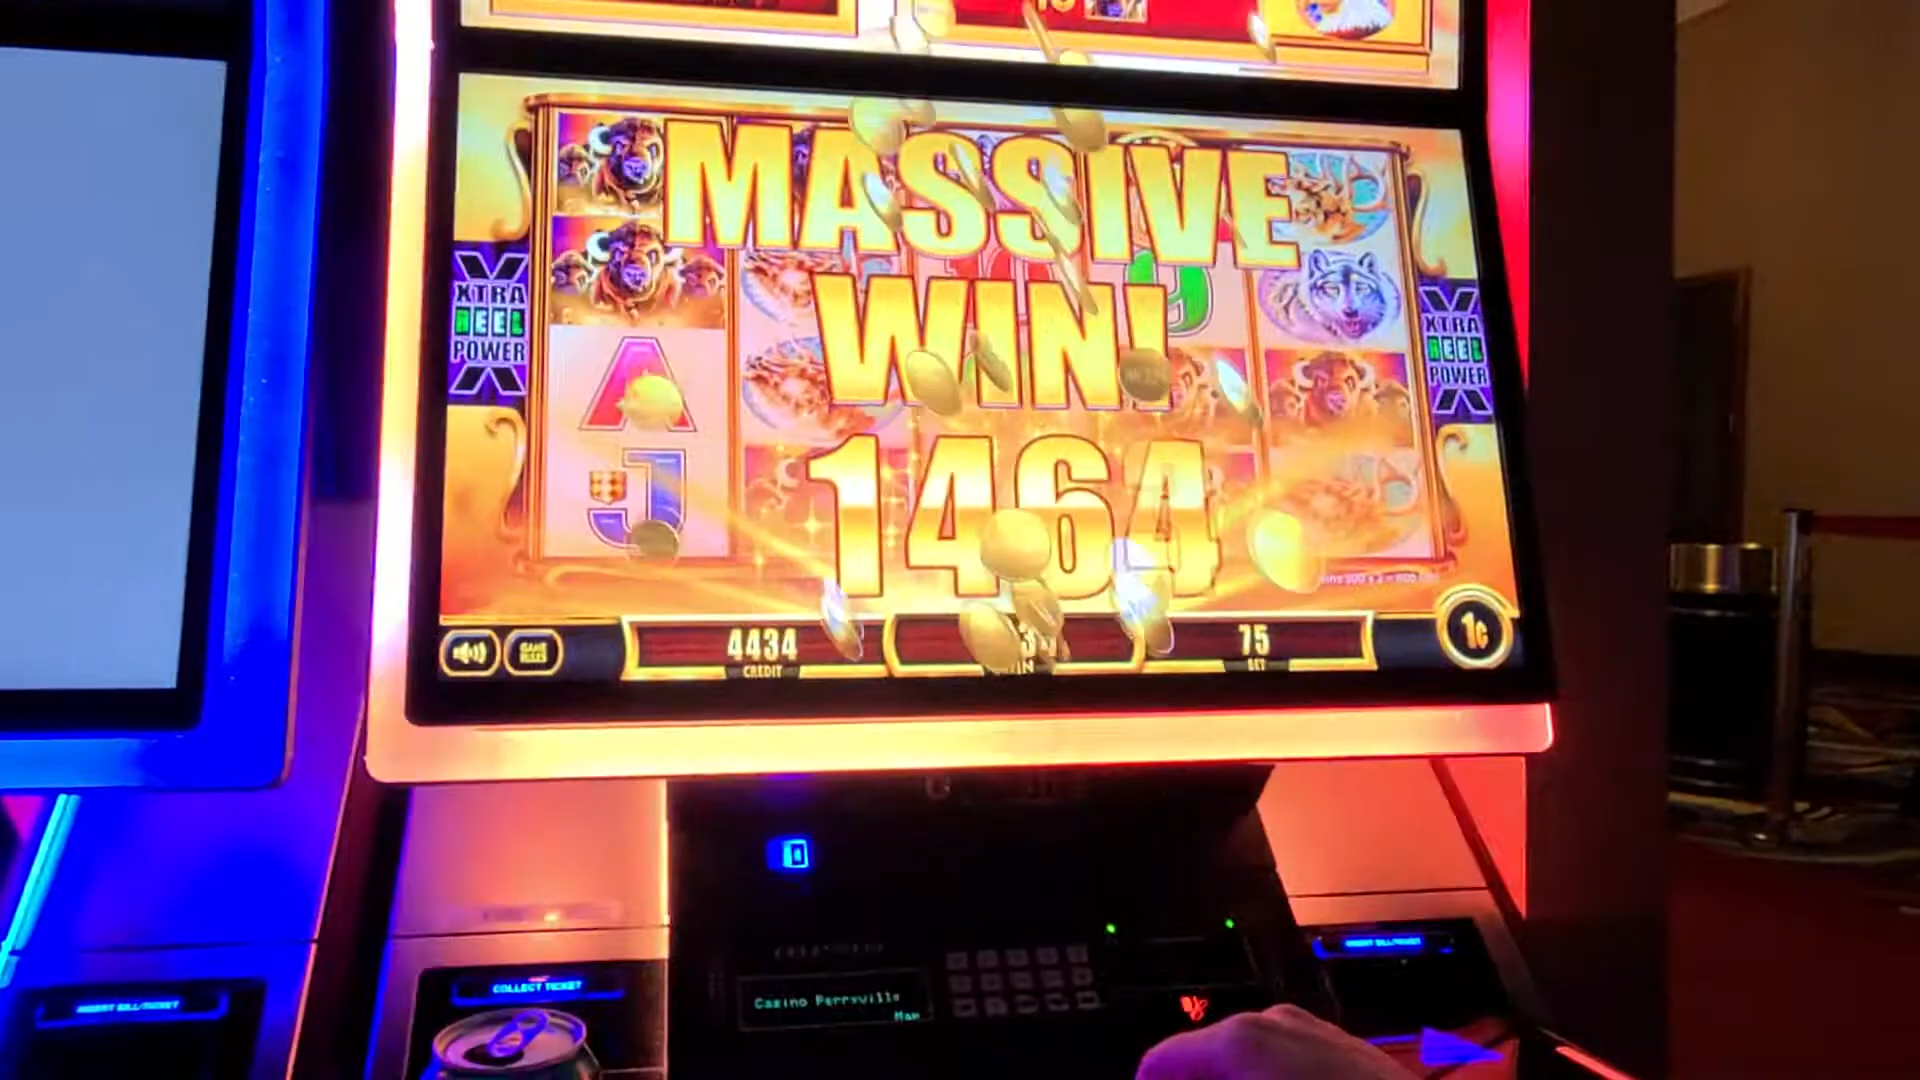 MASSIVE
WIN!
XTRA
REEL
POWER
XTRA
REEL
POWER
A
J
9
1464
4434
CREDIT
75
BET
1¢
INSERT BILL/TICKET
COLLECT TICKET
INSERT BILL/TICKET
Casino Perryville